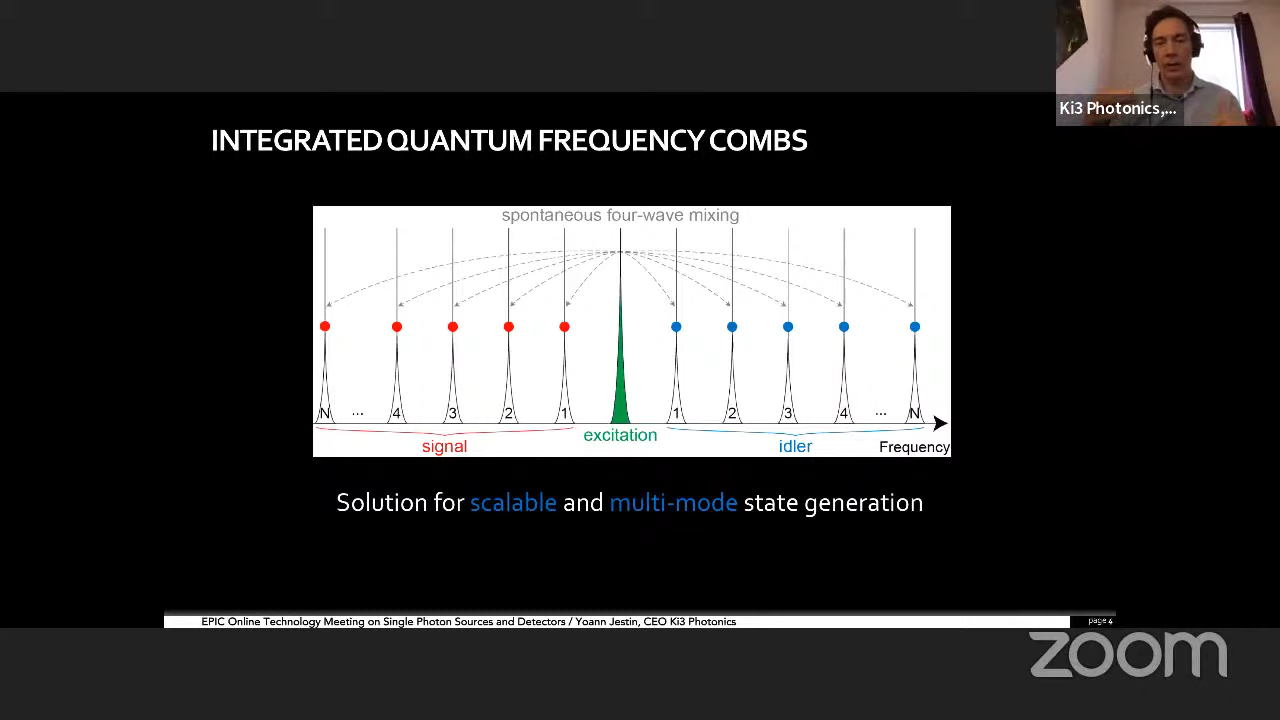 Ki3 Photonics,...
INTEGRATED QUANTUM FREQUENCY COMBS
spontaneous four-wave mixing
N ... 4 3 2 1 1 2 3 4 ... N
excitation
signal idler Frequency
Solution for scalable and multi-mode state generation
EPIC Online Technology Meeting on Single Photon Sources and Detectors / Yoann Jestin, CEO Ki3 Photonics page 4
zoom